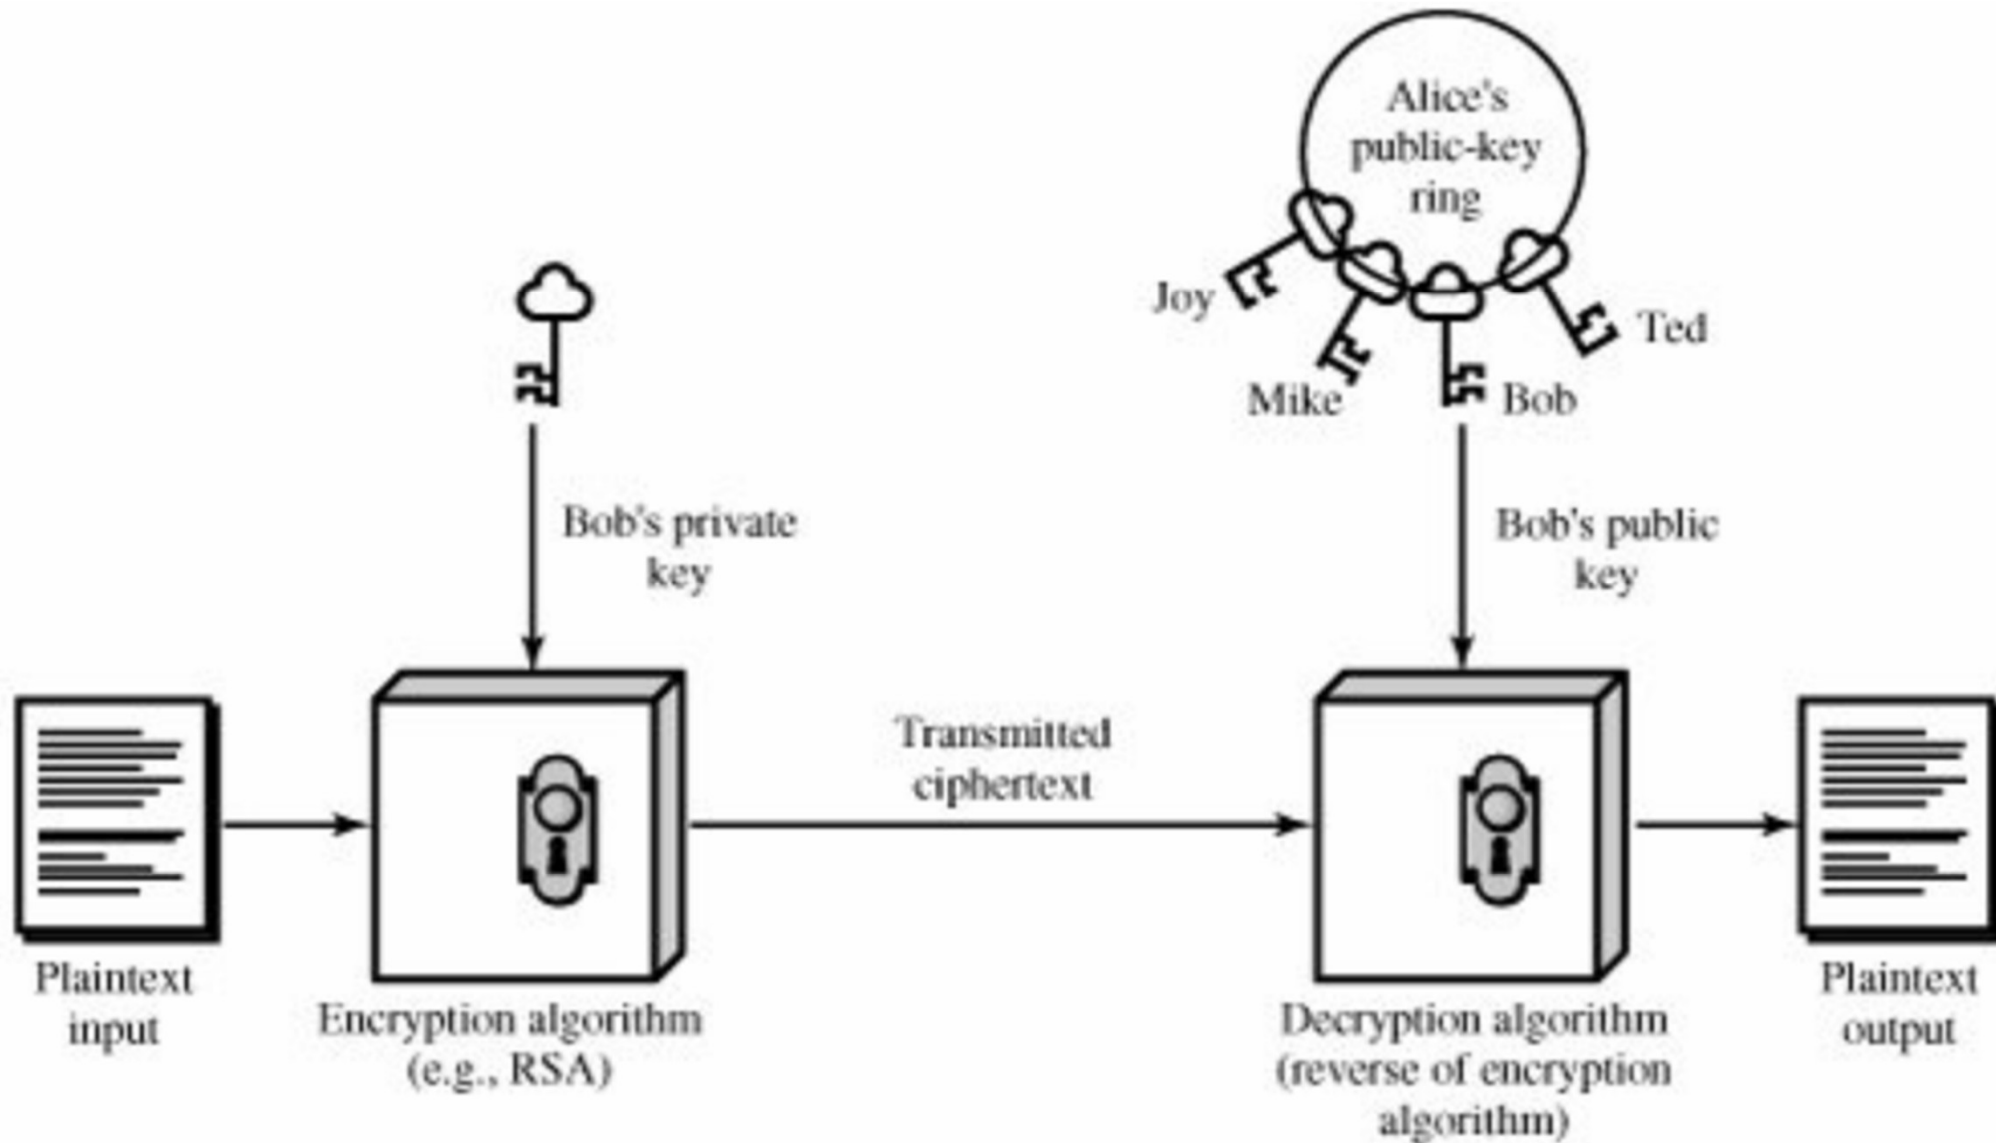 Alice's
public-key
ring
Joy
Ted
Mike
Bob
Bob's private
key
Bob's public
key
Transmitted
ciphertext
Plaintext
input
Encryption algorithm
(e.g., RSA)
Decryption algorithm
(reverse of encryption
algorithm)
Plaintext
output